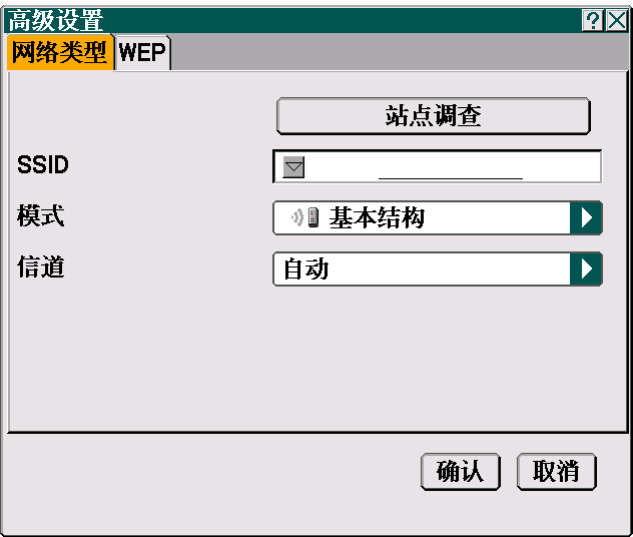 高级设置
网络类型 WEP
站点调查
SSID
模式 基本结构
信道 自动
确认 取消